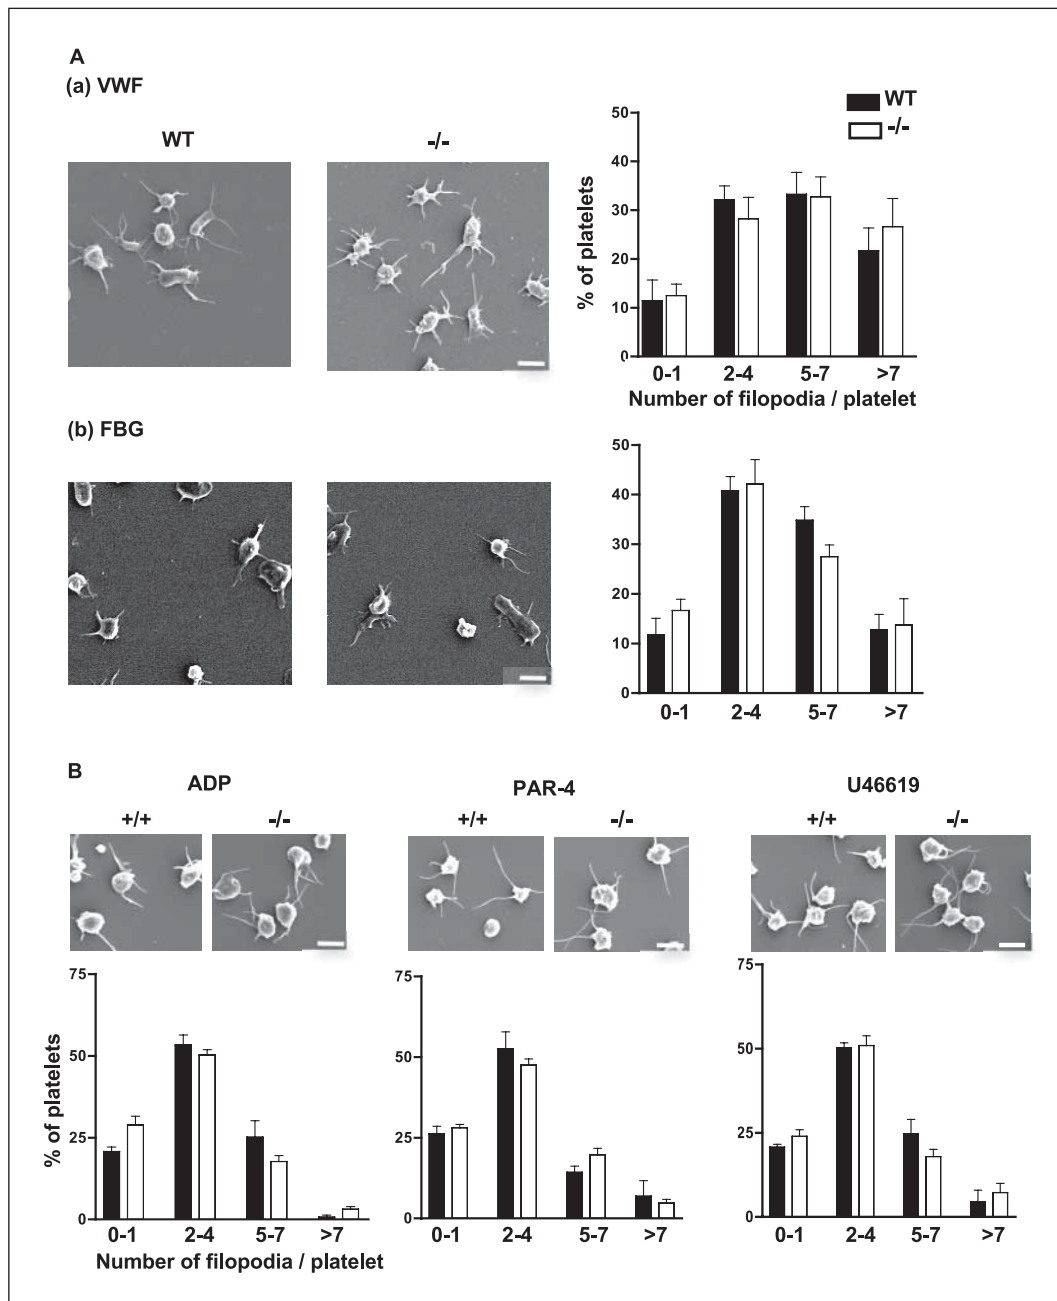 A
(a) VWF
WT
-/-
WT
-/-
% of platelets
50
40
30
20
10
0
0-1 2-4 5-7 >7
Number of filopodia / platelet
(b) FBG
50
40
30
20
10
0
0-1 2-4 5-7 >7
B
ADP
PAR-4
U46619
+/+ -/-
+/+ -/-
+/+ -/-
% of platelets
75
50
25
0
0-1 2-4 5-7 >7
Number of filopodia / platelet
75
50
25
0
0-1 2-4 5-7 >7
75
50
25
0
0-1 2-4 5-7 >7